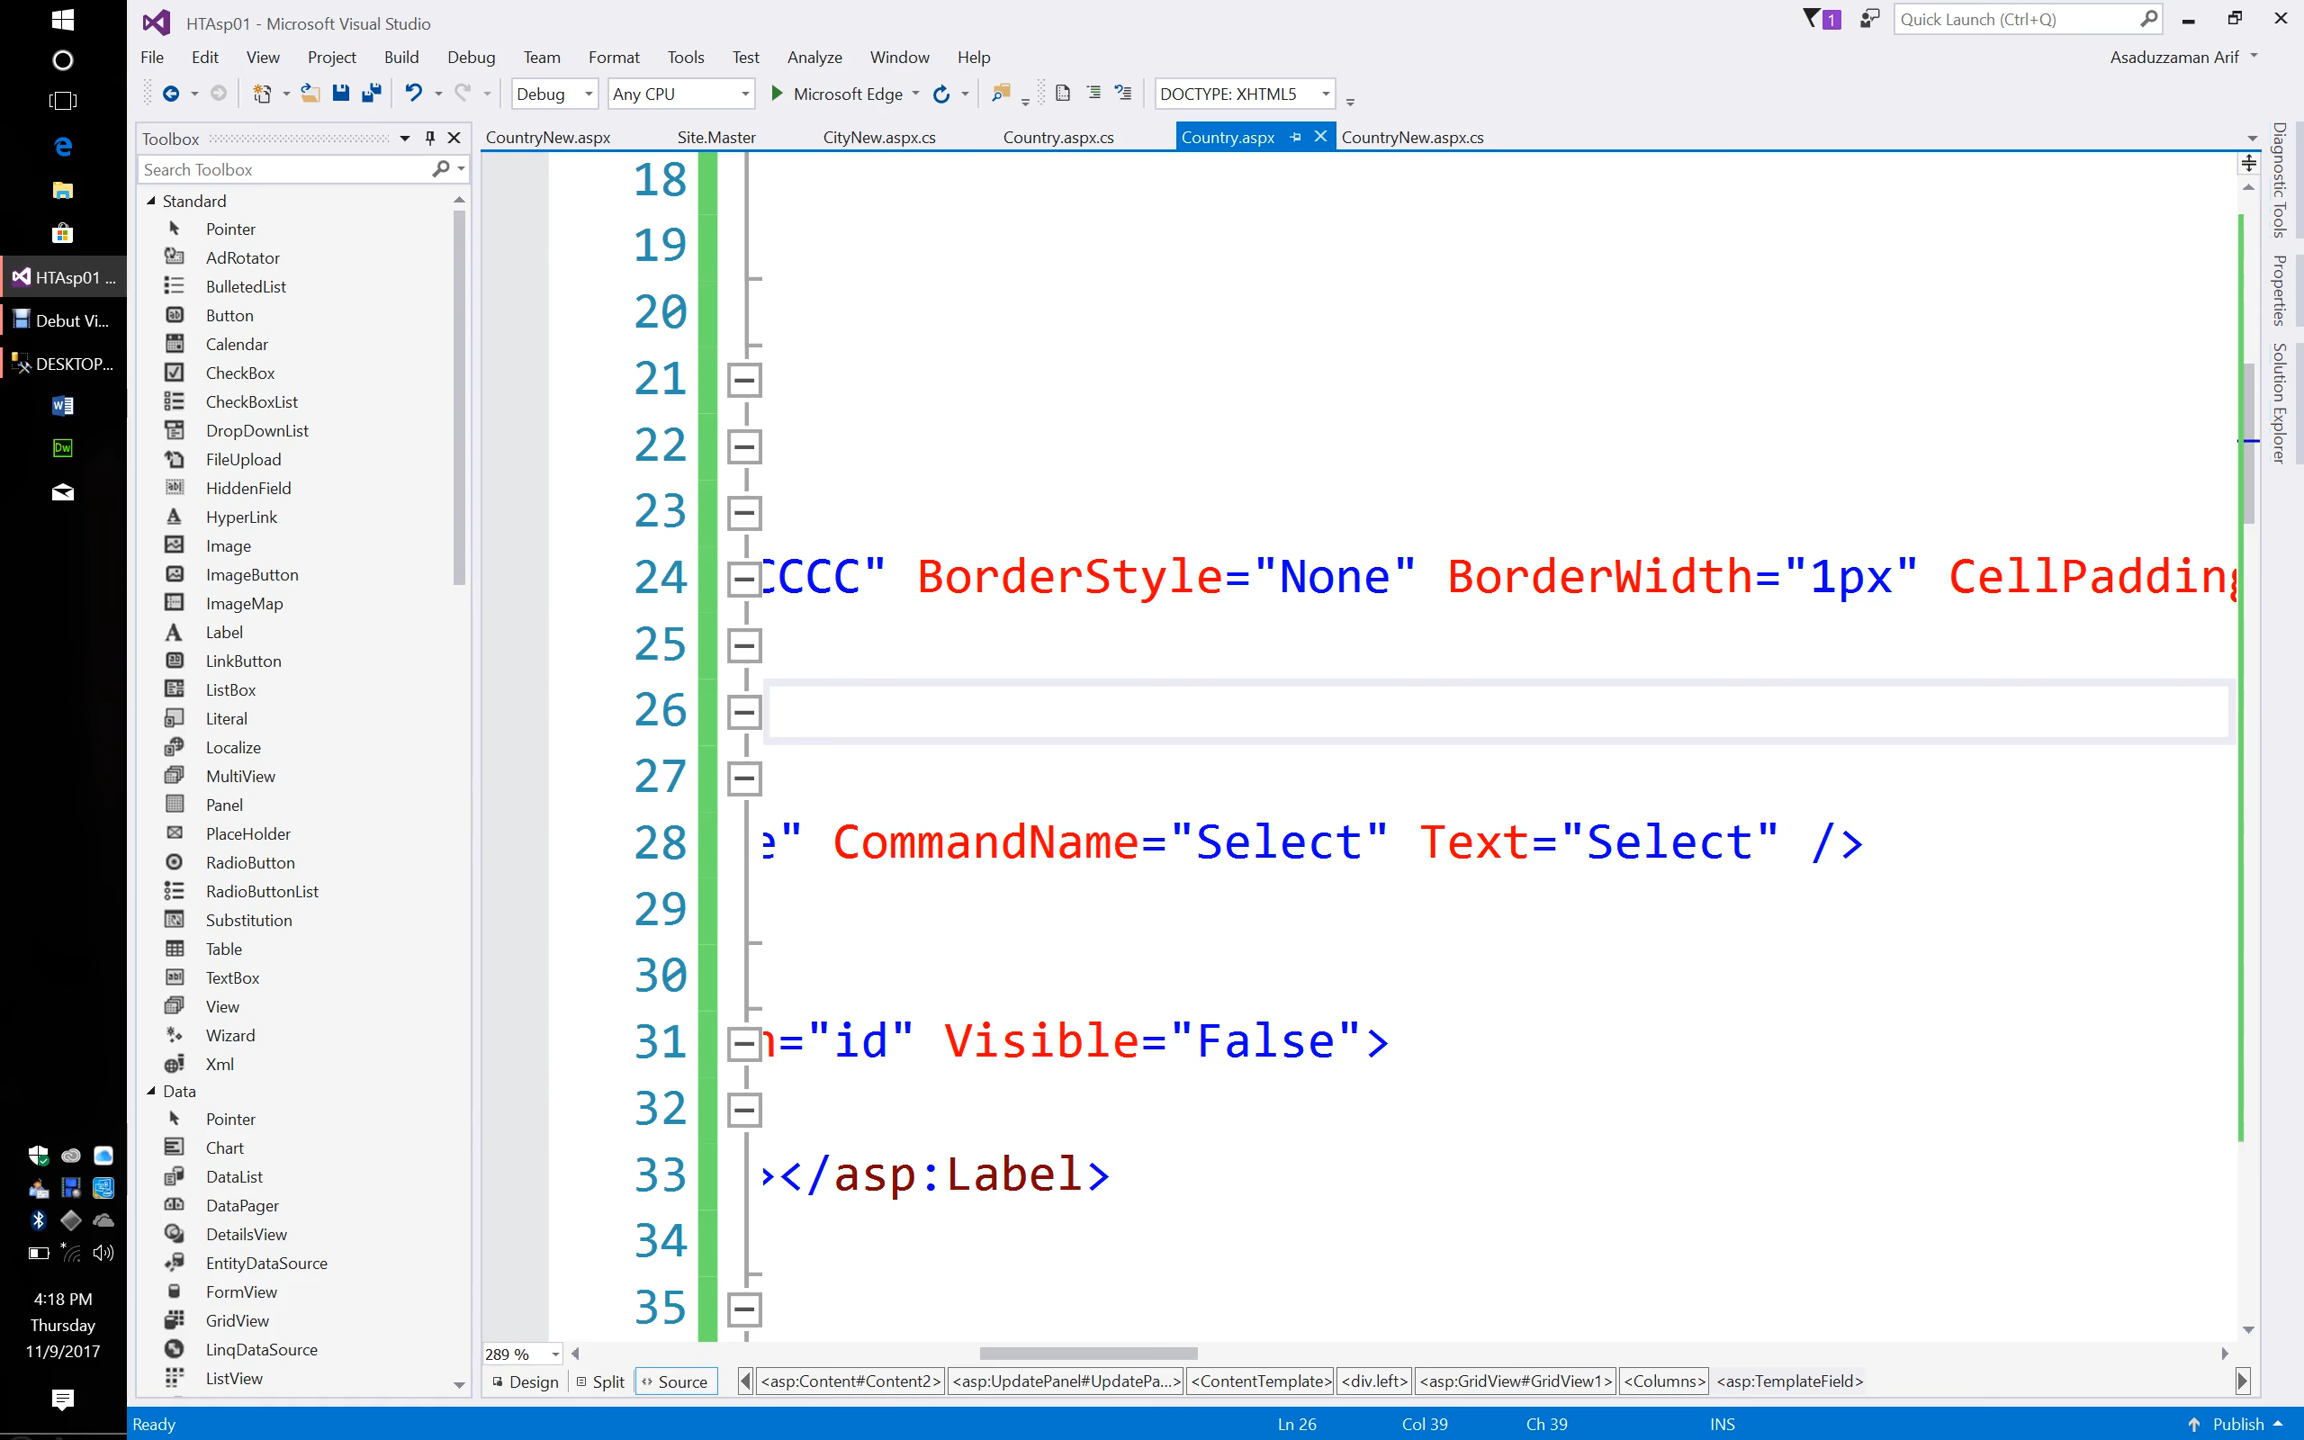 HTAsp01 - Microsoft Visual Studio
1
Quick Launch (Ctrl+Q)
File Edit View Project Build Debug Team Format Tools Test Analyze Window Help
Asaduzzaman Arif
Debug Any CPU Microsoft Edge DOCTYPE: XHTML5
Toolbox
Search Toolbox
CountryNew.aspx Site.Master CityNew.aspx.cs Country.aspx.cs Country.aspx CountryNew.aspx.cs
Standard
Pointer
AdRotator
BulletedList
Button
Calendar
CheckBox
CheckBoxList
DropDownList
FileUpload
HiddenField
HyperLink
Image
ImageButton
ImageMap
Label
LinkButton
ListBox
Literal
Localize
MultiView
Panel
PlaceHolder
RadioButton
RadioButtonList
Substitution
Table
TextBox
View
Wizard
Xml
Data
Pointer
Chart
DataList
DataPager
DetailsView
EntityDataSource
FormView
GridView
LinqDataSource
ListView
HTAsp01 ...
Debut Vi...
DESKTOP...
Dw
4:18 PM
Thursday
11/9/2017
18
19
20
21
22
23
24 CCCC" BorderStyle="None" BorderWidth="1px" CellPadding
25
26
27
28 e" CommandName="Select" Text="Select" />
29
30
31 n="id" Visible="False">
32
33 ></asp:Label>
34
35
Diagnostic Tools
Properties
Solution Explorer
289 %
Design Split Source <asp:Content#Content2> <asp:UpdatePanel#UpdatePa...> <ContentTemplate> <div.left> <asp:GridView#GridView1> <Columns> <asp:TemplateField>
Ready Ln 26 Col 39 Ch 39 INS Publish